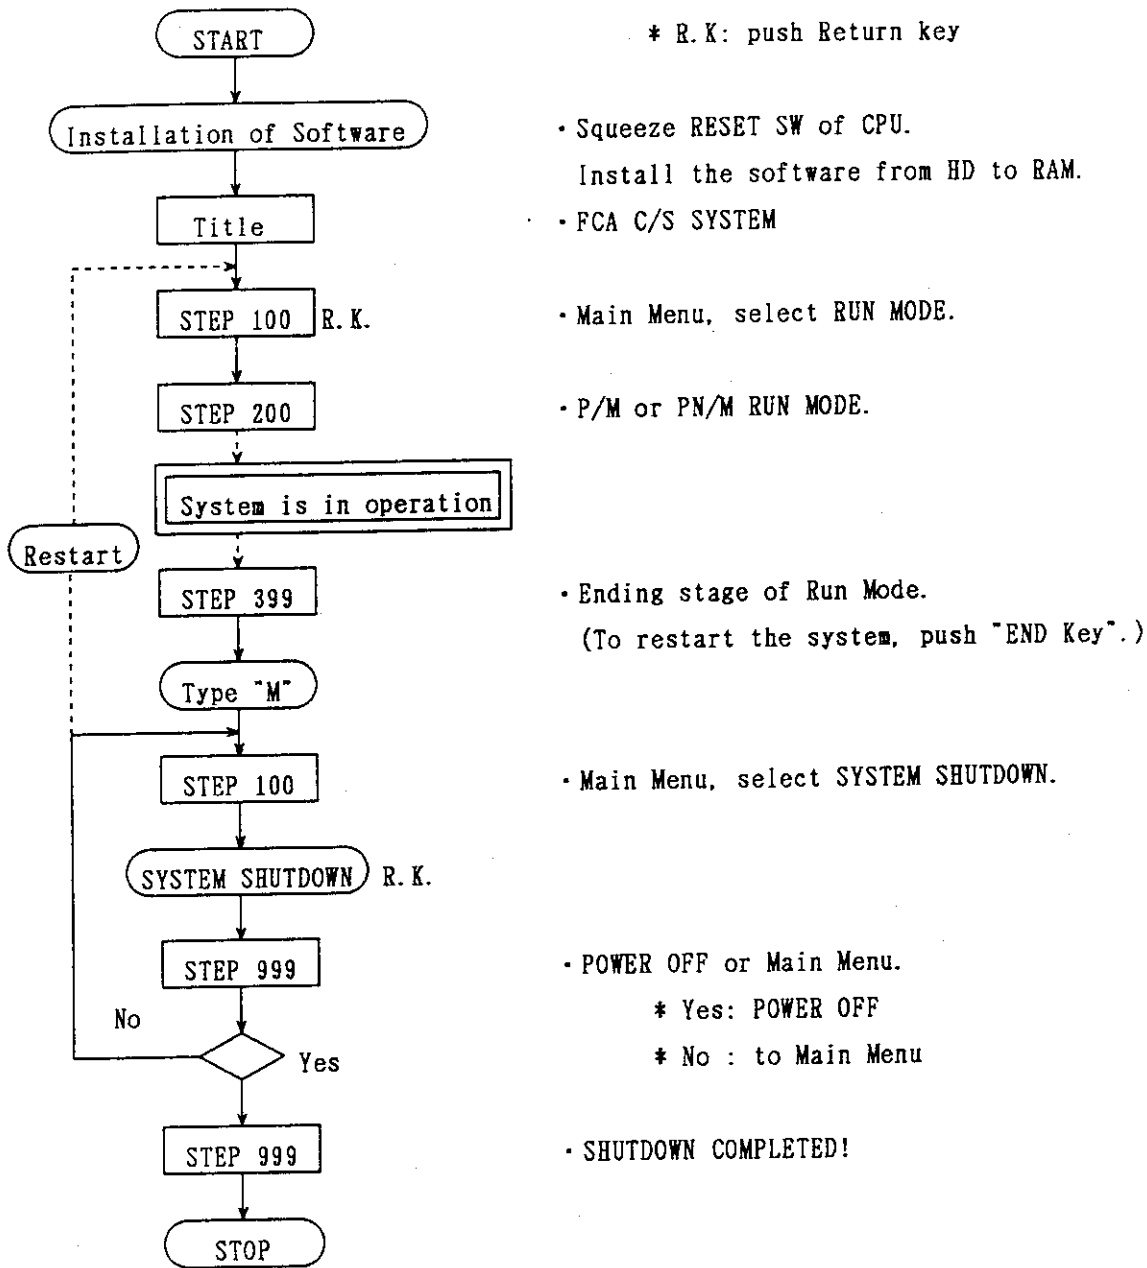 START
* R.K: push Return key
Installation of Software
・Squeeze RESET SW of CPU.
Install the software from HD to RAM.
Title
・FCA C/S SYSTEM
STEP 100 R.K.
・Main Menu, select RUN MODE.
STEP 200
・P/M or PN/M RUN MODE.
System is in operation
Restart
STEP 399
・Ending stage of Run Mode.
(To restart the system, push "END Key".)
Type "M"
STEP 100
・Main Menu, select SYSTEM SHUTDOWN.
SYSTEM SHUTDOWN R.K.
STEP 999
・POWER OFF or Main Menu.
* Yes: POWER OFF
No
* No : to Main Menu
Yes
STEP 999
・SHUTDOWN COMPLETED!
STOP